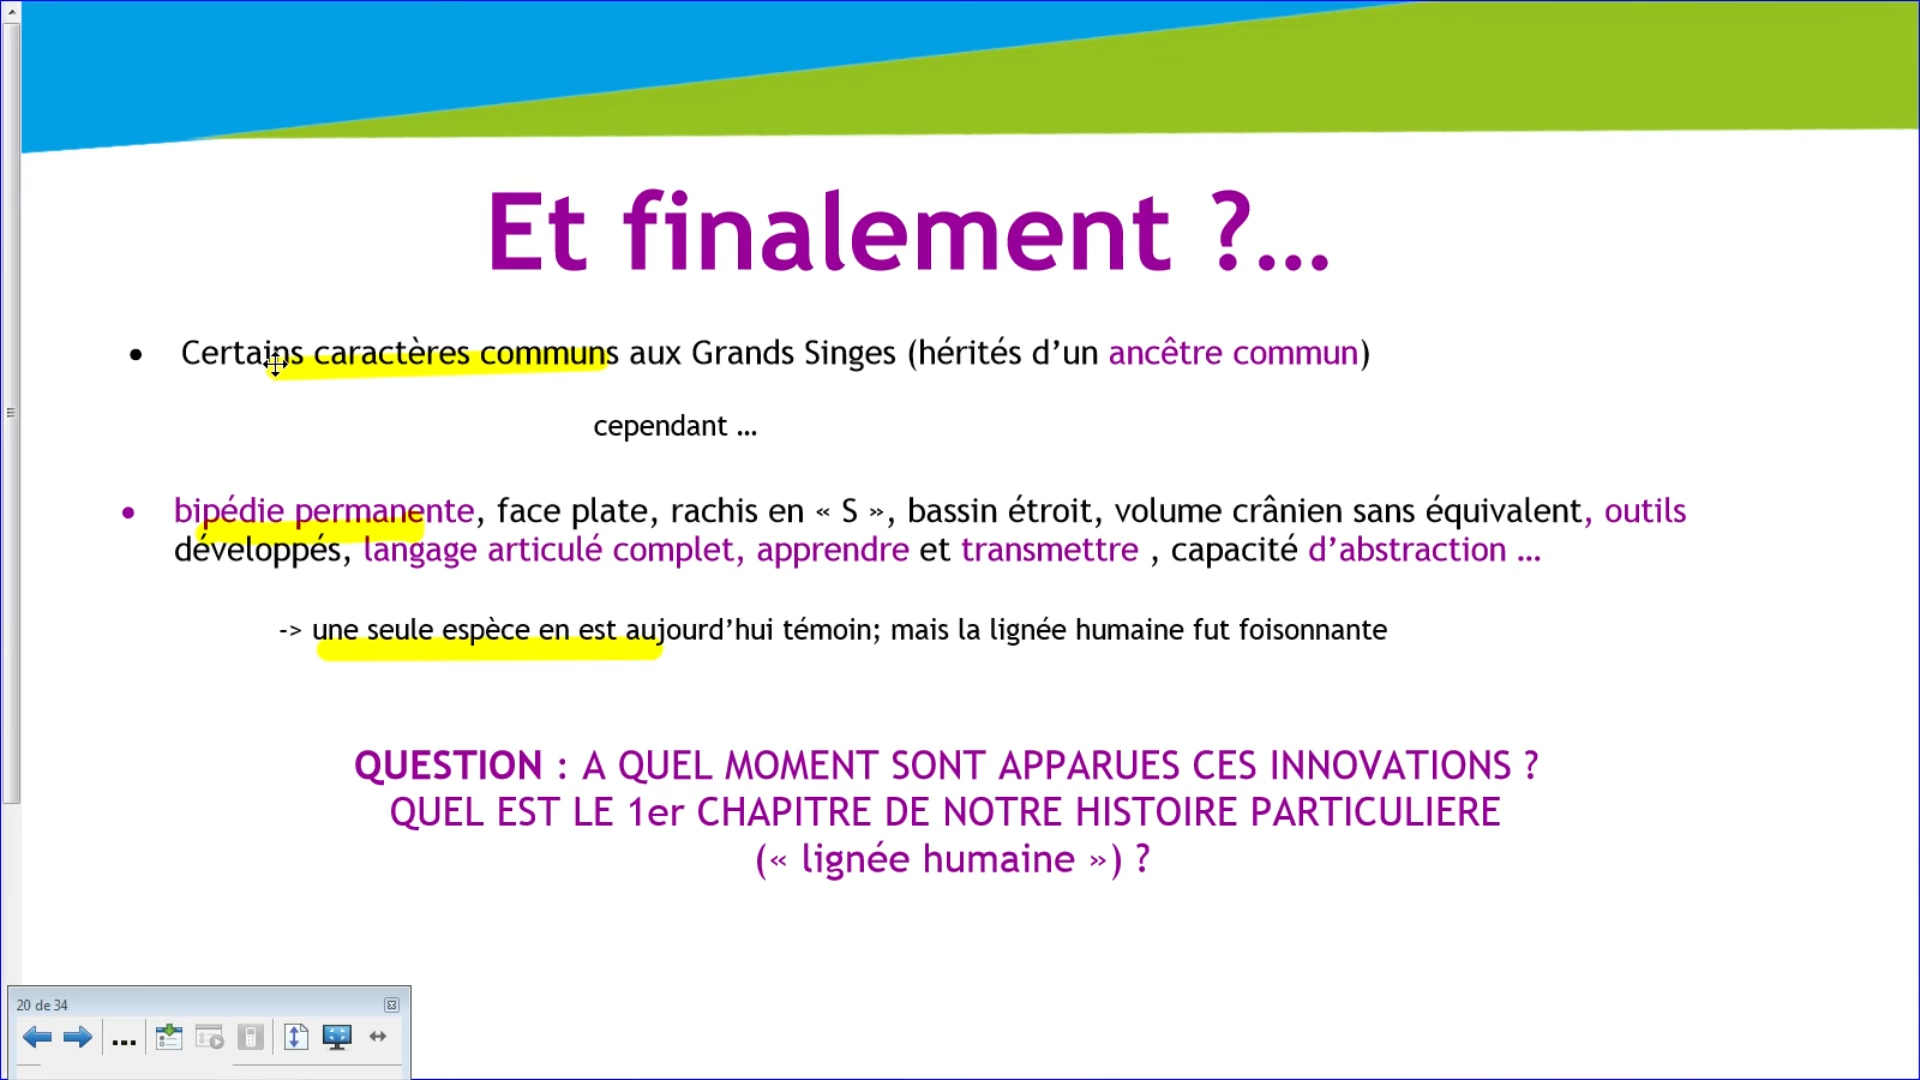 Et finalement ?...
• Certains caractères communs aux Grands Singes (hérités d’un ancêtre commun)
cependant ...
• bipédie permanente, face plate, rachis en « S », bassin étroit, volume crânien sans équivalent, outils
développés, langage articulé complet, apprendre et transmettre , capacité d’abstraction ...
-> une seule espèce en est aujourd’hui témoin; mais la lignée humaine fut foisonnante
QUESTION : A QUEL MOMENT SONT APPARUES CES INNOVATIONS ?
QUEL EST LE 1er CHAPITRE DE NOTRE HISTOIRE PARTICULIERE
(« lignée humaine ») ?
20 de 34